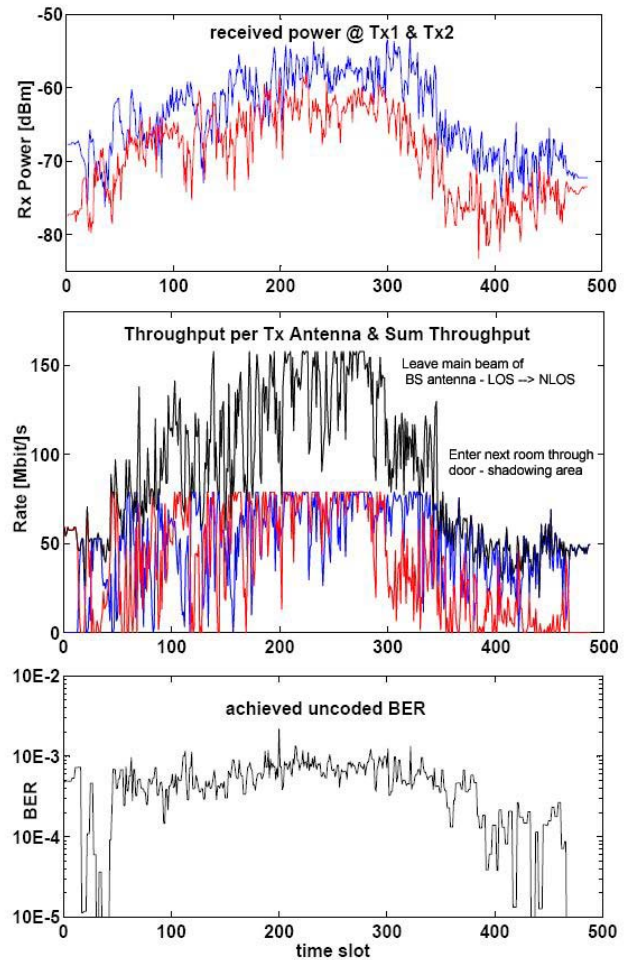 received power @ Tx1 & Tx2
Rx Power [dBm]
-50
-60
-70
-80
0
100
200
300
400
500
Throughput per Tx Antenna & Sum Throughput
Rate [Mbit/]s
150
100
50
0
Leave main beam of
BS antenna - LOS --> NLOS
Enter next room through
door - shadowing area
0
100
200
300
400
500
achieved uncoded BER
BER
10E-2
10E-3
10E-4
10E-5
0
100
200
300
400
500
time slot